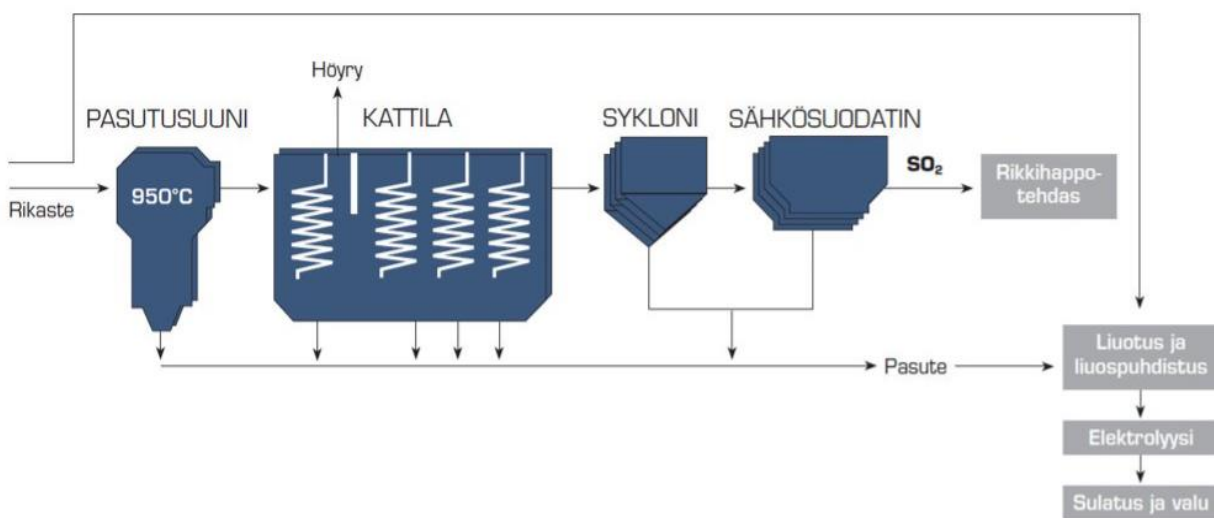 Höyry
PASUTUSUUNI
KATTILA
SYKLONI
SÄHKÖSUODATIN
950°C
Rikaste
SO₂
Rikkihappo-
tehdas
Pasute
Liuotus ja
liuospuhdistus
Elektrolyysi
Sulatus ja valu